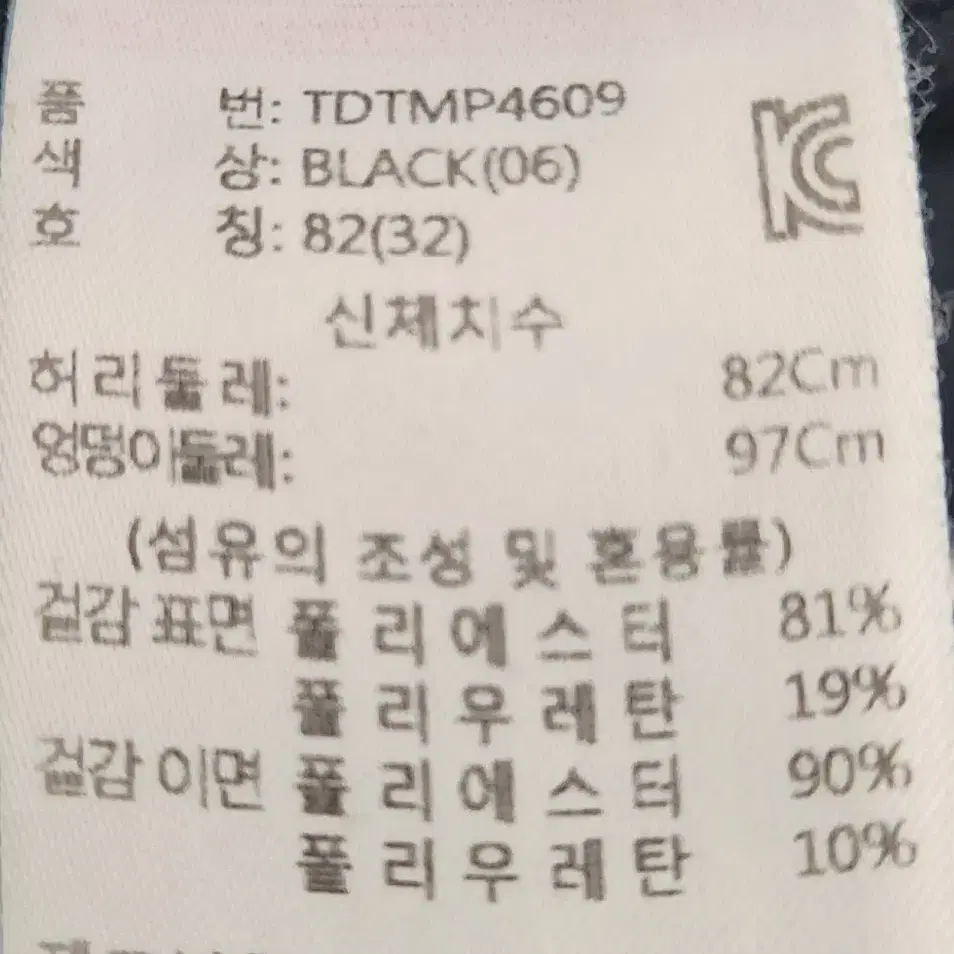 품 번: TDTMP4609
색 상: BLACK(06)
호 칭: 82(32)
KC
신체치수
허리둘레: 82Cm
엉덩이둘레: 97Cm
(섬유의 조성 및 혼용률)
겉감 표면 폴리에스터 81%
폴리우레탄 19%
겉감 이면 폴리에스터 90%
폴리우레탄 10%